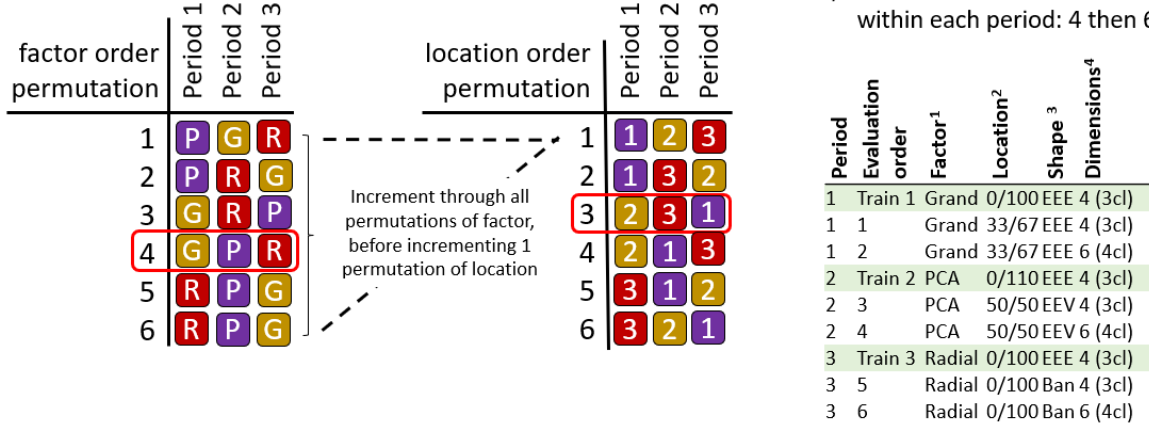 factor order
permutation
Period 1
Period 2
Period 3
1 P G R
2 P R G
3 G R P
4 G P R
5 R P G
6 R P G
Increment through all
permutations of factor,
before incrementing 1
permutation of location
location order
permutation
Period 1
Period 2
Period 3
1 1 2 3
2 1 3 2
3 2 3 1
4 2 1 3
5 3 1 2
6 3 2 1
within each period: 4 then 6
Period
Evaluation
order
Factor1
Location2
Shape 3
Dimensions4
1 Train 1 Grand 0/100 EEE 4 (3cl)
1 1 Grand 33/67 EEE 4 (3cl)
1 2 Grand 33/67 EEE 6 (4cl)
2 Train 2 PCA 0/110 EEE 4 (3cl)
2 3 PCA 50/50 EEV 4 (3cl)
2 4 PCA 50/50 EEV 6 (4cl)
3 Train 3 Radial 0/100 EEE 4 (3cl)
3 5 Radial 0/100 Ban 4 (3cl)
3 6 Radial 0/100 Ban 6 (4cl)